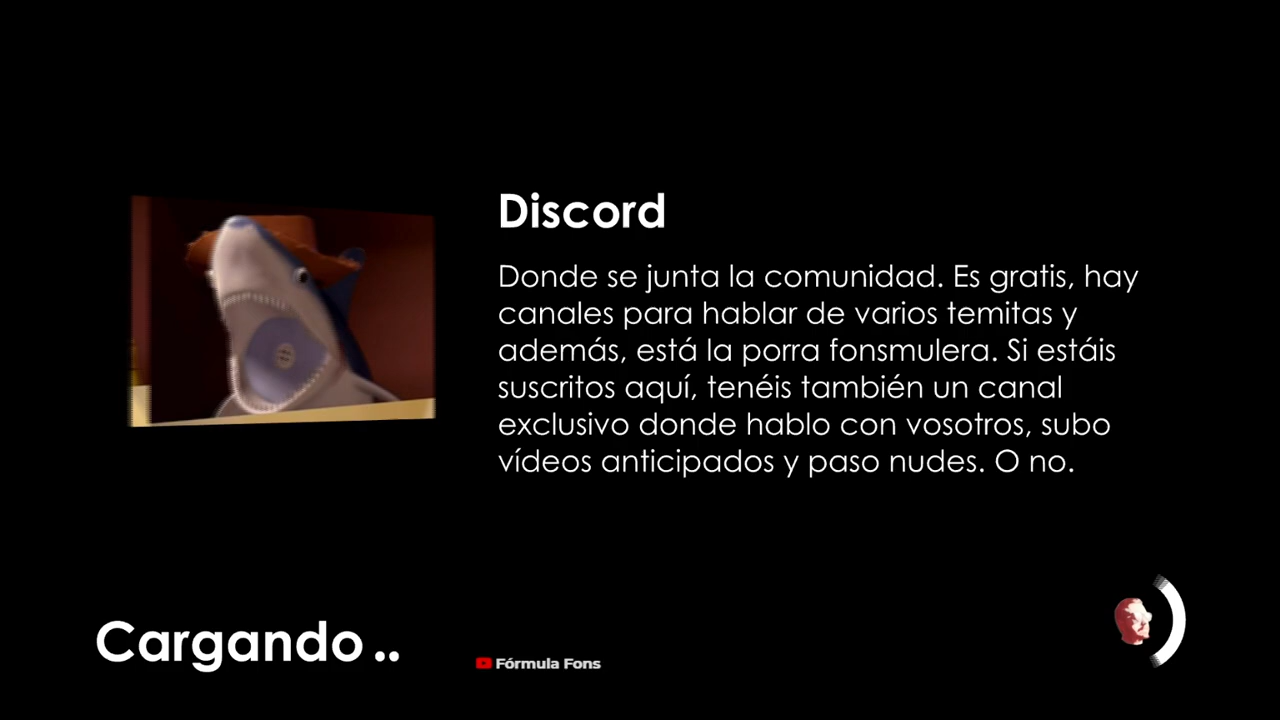 Discord
Donde se junta la comunidad. Es gratis, hay
canales para hablar de varios temitas y
además, está la porra fonsmulera. Si estáis
suscritos aquí, tenéis también un canal
exclusivo donde hablo con vosotros, subo
vídeos anticipados y paso nudes. O no.
Cargando ..
Fórmula Fons